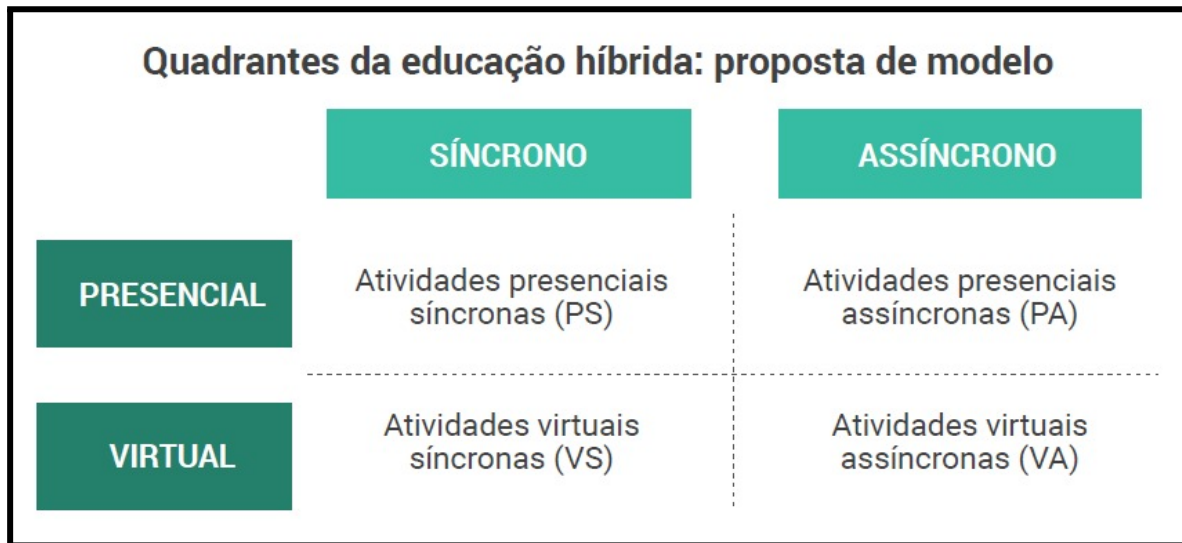 Quadrantes da educação híbrida: proposta de modelo
SÍNCRONO
ASSÍNCRONO
PRESENCIAL
Atividades presenciais
síncronas (PS)
Atividades presenciais
assíncronas (PA)
VIRTUAL
Atividades virtuais
síncronas (VS)
Atividades virtuais
assíncronas (VA)